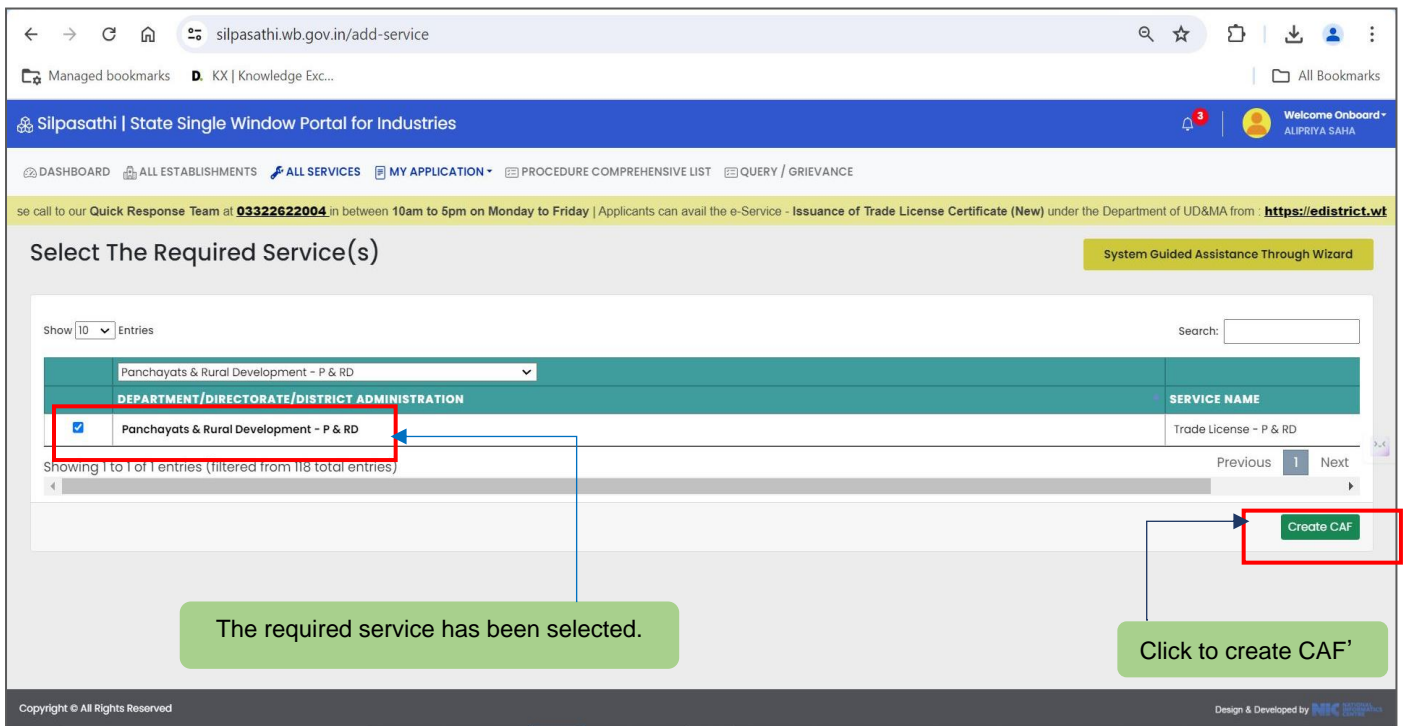 silpasathi.wb.gov.in/add-service
Managed bookmarks D. KX | Knowledge Exc... All Bookmarks
Silpasathi | State Single Window Portal for Industries 3 Welcome Onboard
ALIPRIYA SAHA
DASHBOARD ALL ESTABLISHMENTS ALL SERVICES MY APPLICATION PROCEDURE COMPREHENSIVE LIST QUERY / GRIEVANCE
se call to our Quick Response Team at 03322622004 in between 10am to 5pm on Monday to Friday | Applicants can avail the e-Service - Issuance of Trade License Certificate (New) under the Department of UD&MA from : https://edistrict.wb
Select The Required Service(s) System Guided Assistance Through Wizard
Show 10 Entries Search:
Panchayats & Rural Development - P & RD
DEPARTMENT/DIRECTORATE/DISTRICT ADMINISTRATION SERVICE NAME
Panchayats & Rural Development - P & RD Trade License - P & RD
Showing 1 to 1 of 1 entries (filtered from 118 total entries) Previous 1 Next
Create CAF
The required service has been selected.
Click to create CAF’
Copyright © All Rights Reserved Design & Developed by NIC NATIONAL
INFORMATICS
CENTRE